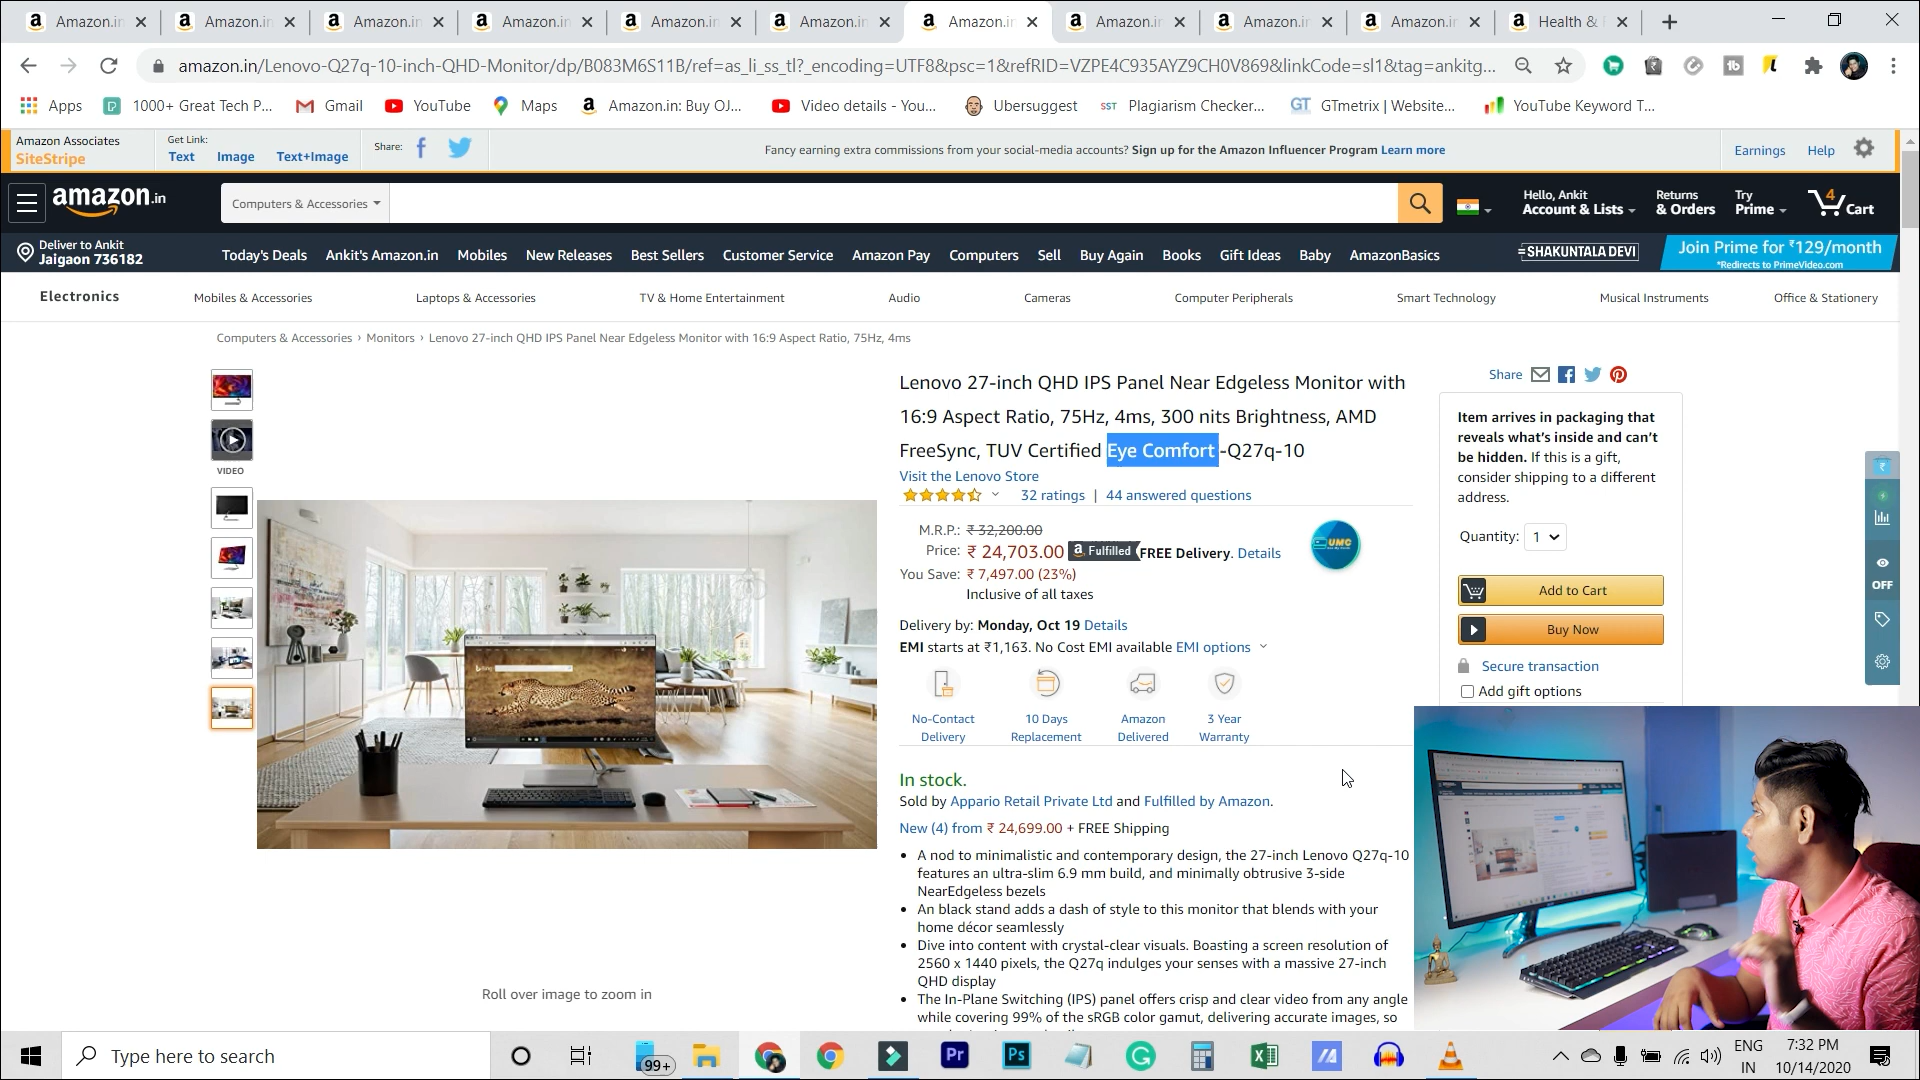 Amazon.in
Amazon.in
Amazon.in
Amazon.in
Amazon.in
Amazon.in
Amazon.in
Amazon.in
Amazon.in
Amazon.in
Health &
amazon.in/Lenovo-Q27q-10-inch-QHD-Monitor/dp/B083M6S11B/ref=as_li_ss_tl?_encoding=UTF8&psc=1&refRID=VZPE4C935AYZ9CH0V869&linkCode=sl1&tag=ankitg...
Apps
1000+ Great Tech P...
Gmail
YouTube
Maps
Amazon.in: Buy OJ...
Video details - You...
Ubersuggest
SST Plagiarism Checker...
GT GTmetrix | Website...
YouTube Keyword T...
Amazon Associates
SiteStripe
Get Link:
Text Image Text+Image
Share:
Fancy earning extra commissions from your social-media accounts? Sign up for the Amazon Influencer Program Learn more
Earnings Help
amazon.in
Computers & Accessories
Hello, Ankit
Account & Lists
Returns
& Orders
Try
Prime
4
Cart
Deliver to Ankit
Jaigaon 736182
Today's Deals Ankit's Amazon.in Mobiles New Releases Best Sellers Customer Service Amazon Pay Computers Sell Buy Again Books Gift Ideas Baby AmazonBasics
SHAKUNTALA DEVI
Join Prime for ₹129/month
*Redirects to PrimeVideo.com
Electronics Mobiles & Accessories Laptops & Accessories TV & Home Entertainment Audio Cameras Computer Peripherals Smart Technology Musical Instruments Office & Stationery
Computers & Accessories › Monitors › Lenovo 27-inch QHD IPS Panel Near Edgeless Monitor with 16:9 Aspect Ratio, 75Hz, 4ms
VIDEO
Roll over image to zoom in
Lenovo 27-inch QHD IPS Panel Near Edgeless Monitor with
16:9 Aspect Ratio, 75Hz, 4ms, 300 nits Brightness, AMD
FreeSync, TUV Certified Eye Comfort -Q27q-10
Visit the Lenovo Store
32 ratings | 44 answered questions
M.R.P.: ₹ 32,200.00
Price: ₹ 24,703.00 a Fulfilled FREE Delivery. Details
You Save: ₹ 7,497.00 (23%)
Inclusive of all taxes
UMC
Delivery by: Monday, Oct 19 Details
EMI starts at ₹1,163. No Cost EMI available EMI options
No-Contact
Delivery
10 Days
Replacement
Amazon
Delivered
3 Year
Warranty
In stock.
Sold by Appario Retail Private Ltd and Fulfilled by Amazon.
New (4) from ₹ 24,699.00 + FREE Shipping
• A nod to minimalistic and contemporary design, the 27-inch Lenovo Q27q-10
features an ultra-slim 6.9 mm build, and minimally obtrusive 3-side
NearEdgeless bezels
• An black stand adds a dash of style to this monitor that blends with your
home décor seamlessly
• Dive into content with crystal-clear visuals. Boasting a screen resolution of
2560 x 1440 pixels, the Q27q indulges your senses with a massive 27-inch
QHD display
• The In-Plane Switching (IPS) panel offers crisp and clear video from any angle
while covering 99% of the sRGB color gamut, delivering accurate images, so
Share
Item arrives in packaging that
reveals what's inside and can't
be hidden. If this is a gift,
consider shipping to a different
address.
Quantity: 1
Add to Cart
Buy Now
Secure transaction
Add gift options
OFF
Type here to search
99+
Pr
Ps
ENG
IN
7:32 PM
10/14/2020